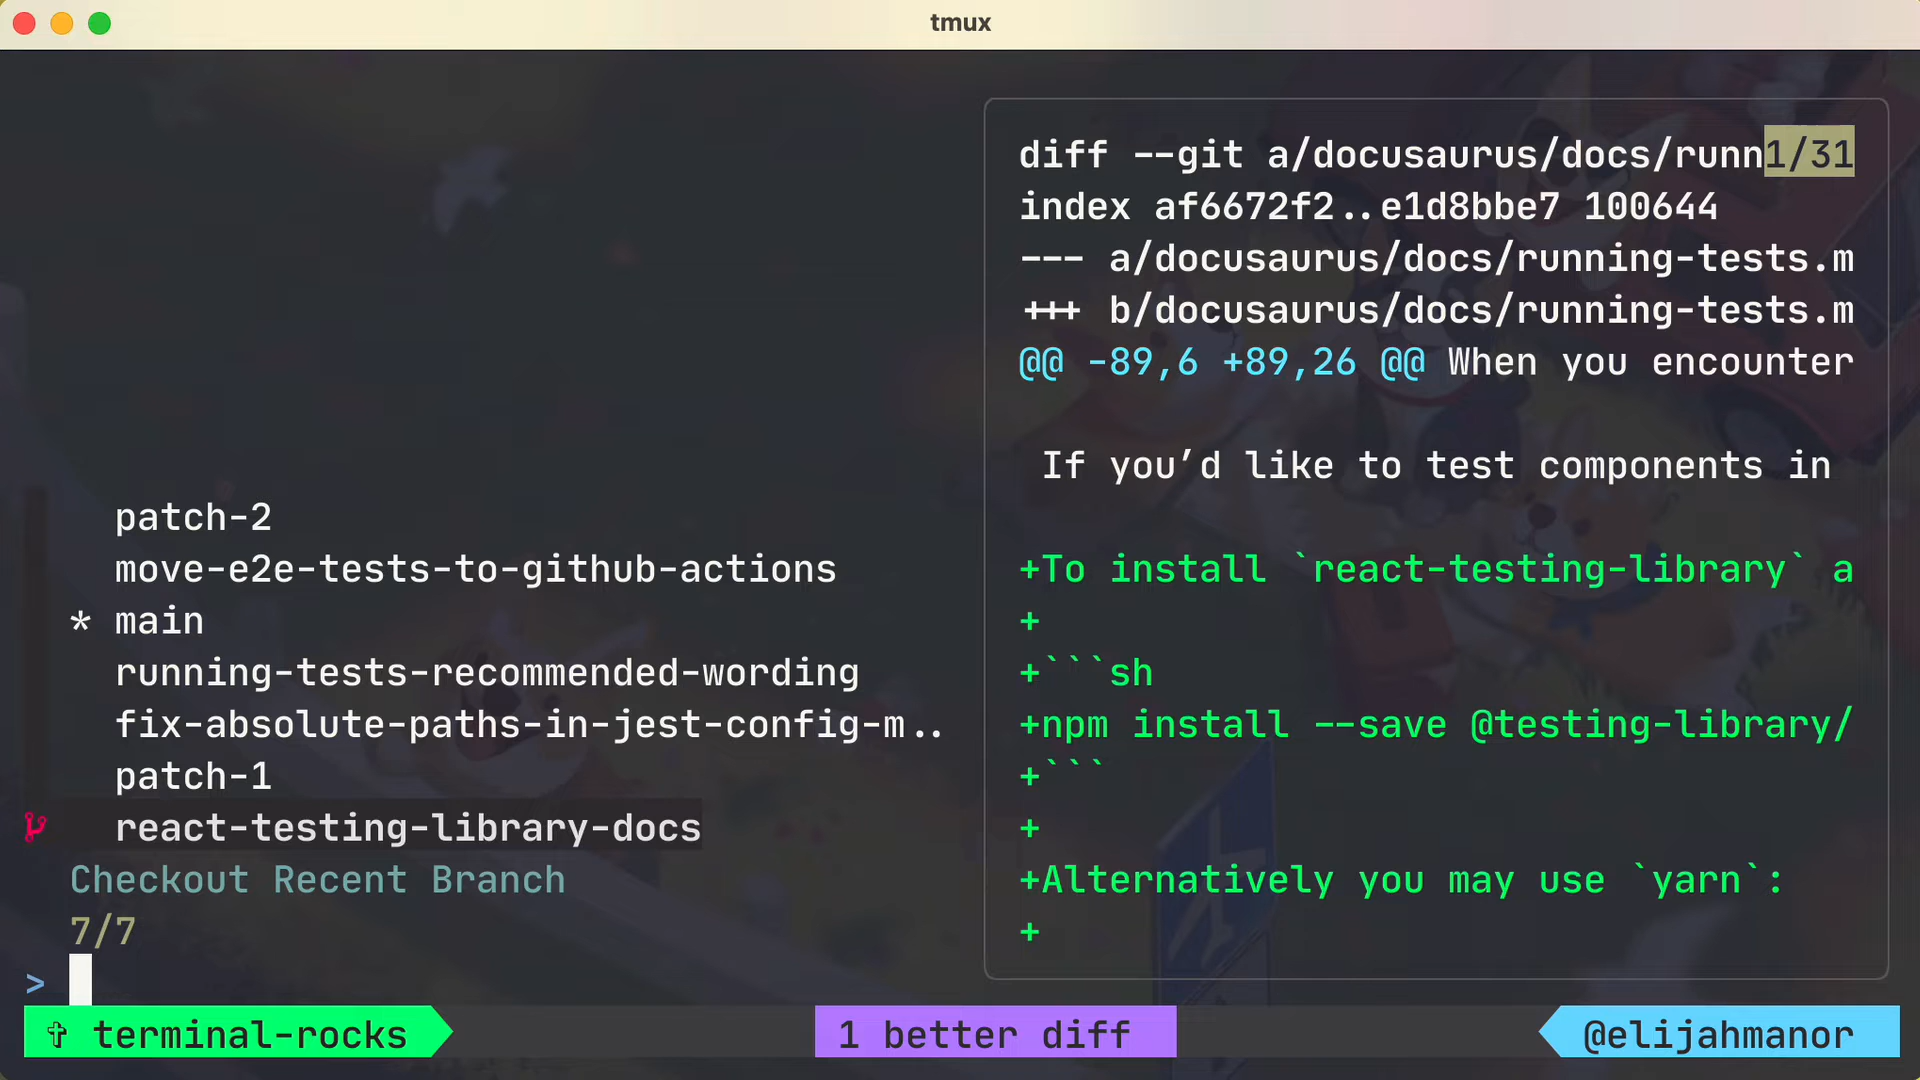 tmux
patch-2
move-e2e-tests-to-github-actions
* main
running-tests-recommended-wording
fix-absolute-paths-in-jest-config-m..
patch-1
react-testing-library-docs
Checkout Recent Branch
7/7
>
diff --git a/docusaurus/docs/runn1/31
index af6672f2..e1d8bbe7 100644
--- a/docusaurus/docs/running-tests.m
+++ b/docusaurus/docs/running-tests.m
@@ -89,6 +89,26 @@ When you encounter
If you’d like to test components in
+To install `react-testing-library` a
+
+```sh
+npm install --save @testing-library/
+```
+
+Alternatively you may use `yarn`:
+
✞ terminal-rocks
1 better diff
@elijahmanor